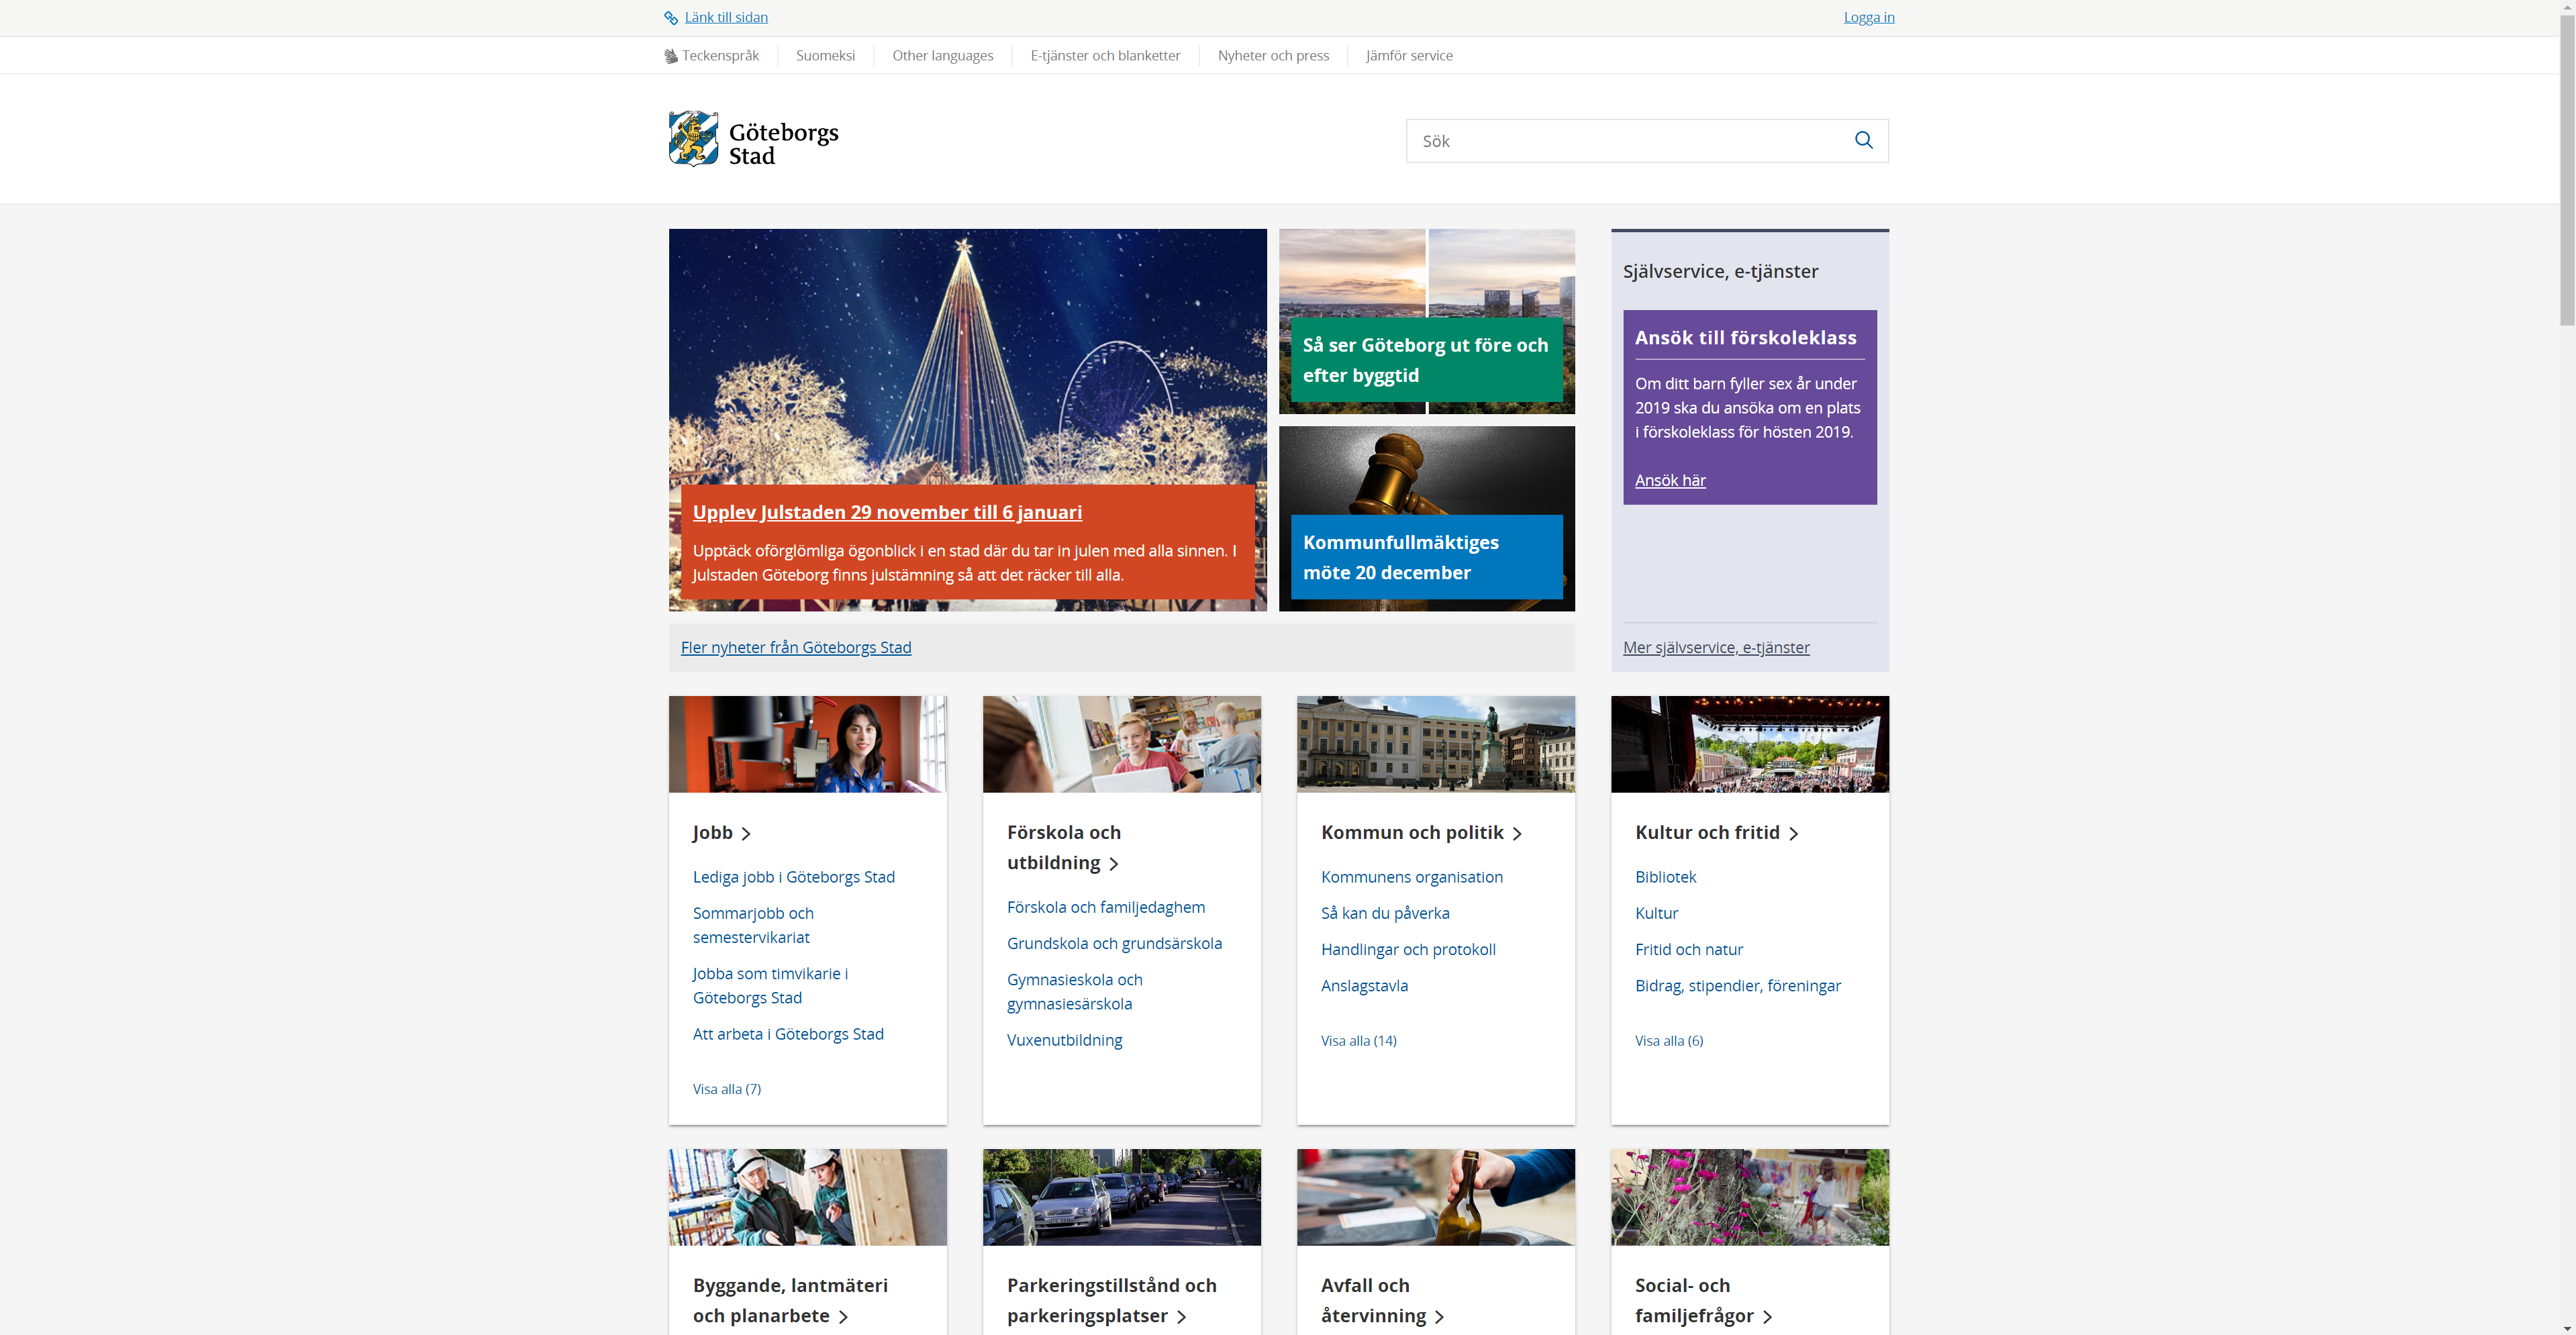 Länk till sidan
Logga in
Teckenspråk
Suomeksi
Other languages
E-tjänster och blanketter
Nyheter och press
Jämför service
Göteborgs
Stad
Sök
Upplev Julstaden 29 november till 6 januari
Upptäck oförglömliga ögonblick i en stad där du tar in julen med alla sinnen. I
Julstaden Göteborg finns julstämning så att det räcker till alla.
Så ser Göteborg ut före och
efter byggtid
Kommunfullmäktiges
möte 20 december
Fler nyheter från Göteborgs Stad
Självservice, e-tjänster
Ansök till förskoleklass
Om ditt barn fyller sex år under
2019 ska du ansöka om en plats
i förskoleklass för hösten 2019.
Ansök här
Mer självservice, e-tjänster
Jobb
Lediga jobb i Göteborgs Stad
Sommarjobb och
semestervikariat
Jobba som timvikarie i
Göteborgs Stad
Att arbeta i Göteborgs Stad
Visa alla (7)
Förskola och
utbildning
Förskola och familjedaghem
Grundskola och grundsärskola
Gymnasieskola och
gymnasiesärskola
Vuxenutbildning
Kommun och politik
Kommunens organisation
Så kan du påverka
Handlingar och protokoll
Anslagstavla
Visa alla (14)
Kultur och fritid
Bibliotek
Kultur
Fritid och natur
Bidrag, stipendier, föreningar
Visa alla (6)
Byggande, lantmäteri
och planarbete
Parkeringstillstånd och
parkeringsplatser
Avfall och
återvinning
Social- och
familjefrågor